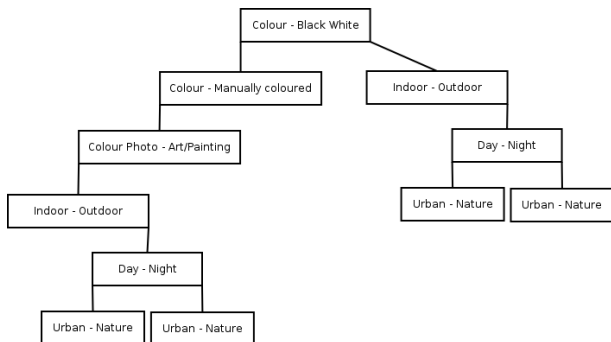 Colour - Black White
Colour - Manually coloured
Indoor - Outdoor
Colour Photo - Art/Painting
Day - Night
Urban - Nature
Urban - Nature
Indoor - Outdoor
Day - Night
Urban - Nature
Urban - Nature